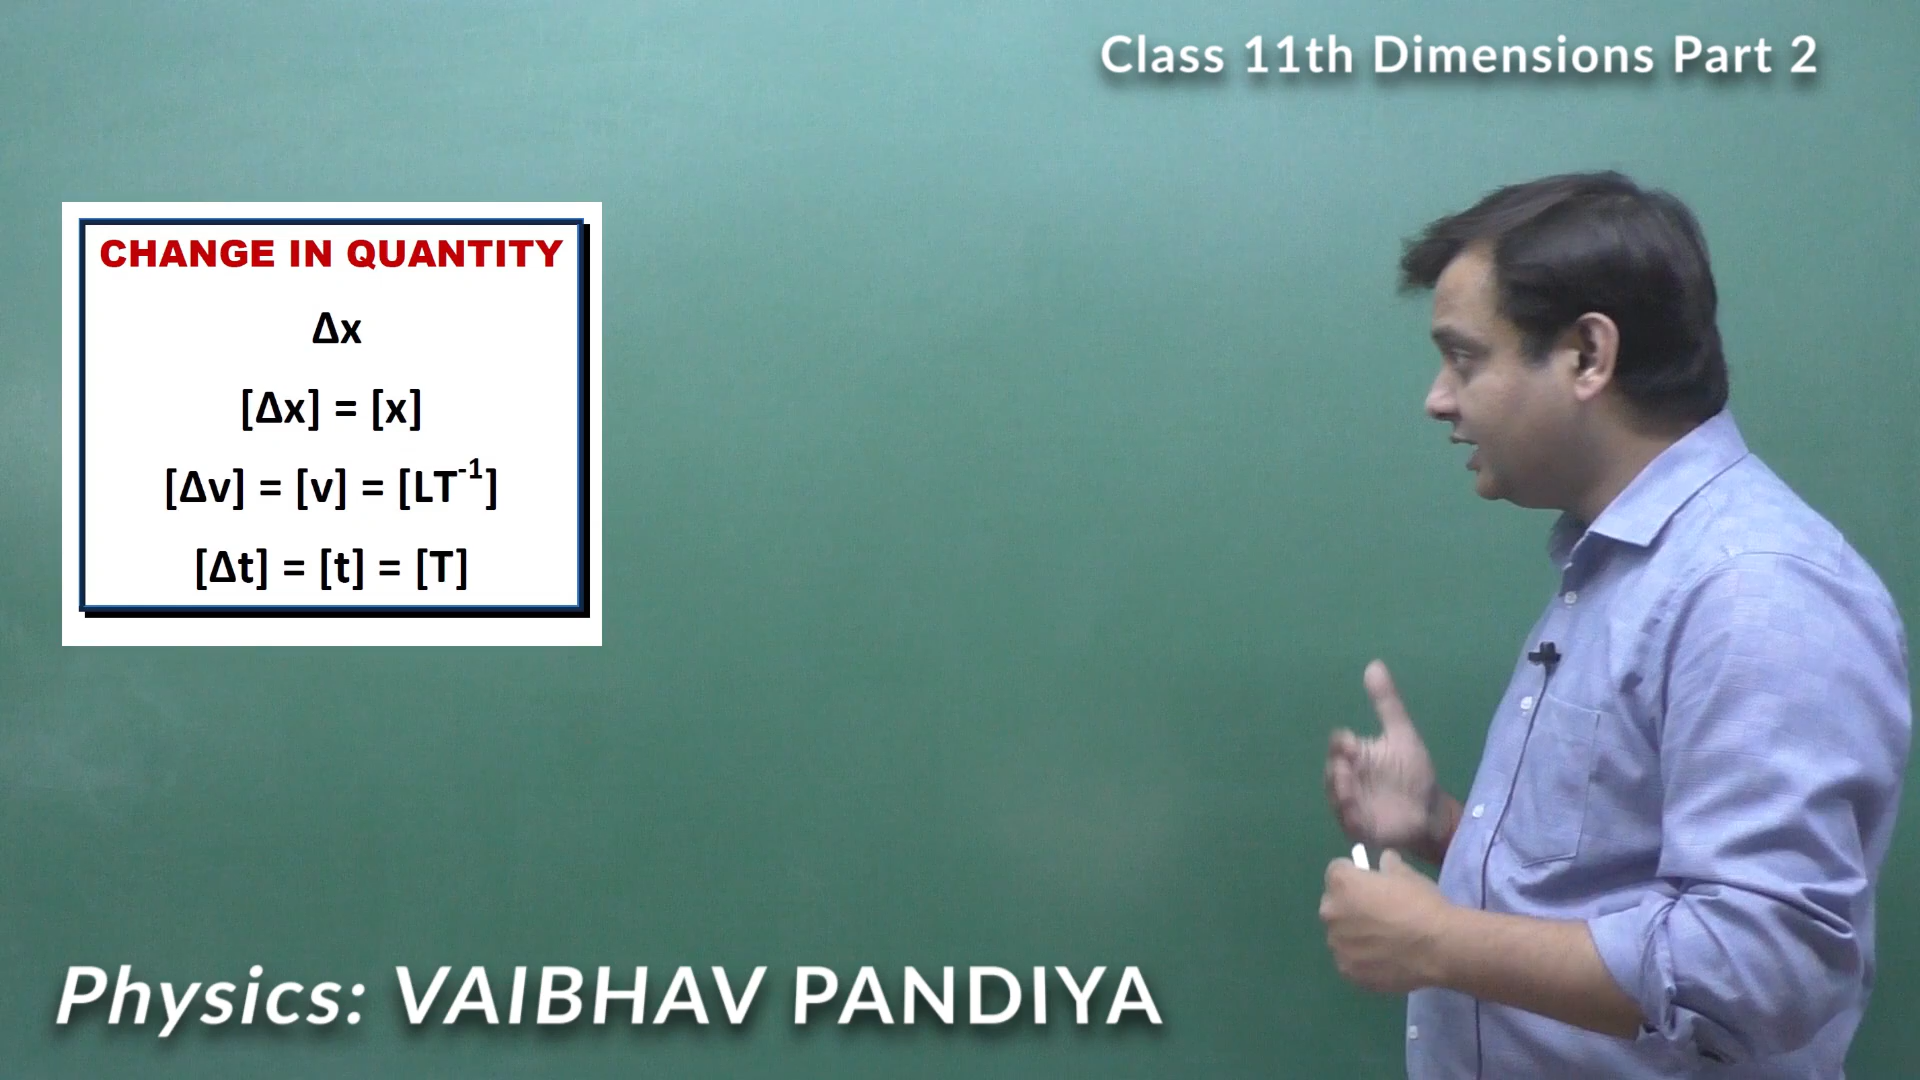 Class 11th Dimensions Part 2
CHANGE IN QUANTITY
Δx
[Δx] = [x]
[Δv] = [v] = [LT⁻¹]
[Δt] = [t] = [T]
Physics: VAIBHAV PANDIYA